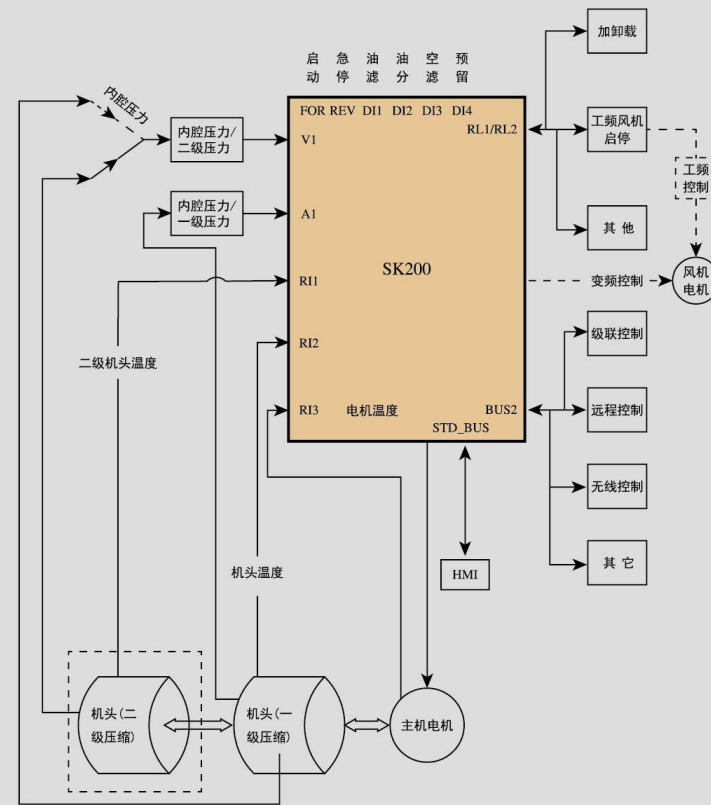 启动 急停 油滤 油分 空滤 预留
FOR REV DI1 DI2 DI3 DI4
RL1/RL2
加卸载
内腔压力
内腔压力/
二级压力
V1
工频风机
启停
工频
控制
内腔压力/
一级压力
A1
其 他
SK200
RI1
变频控制
风机
电机
级联控制
RI2
二级机头温度
RI3
电机温度
BUS2
远程控制
STD_BUS
无线控制
机头温度
HMI
其 它
机头(二
级压缩)
机头(一
级压缩)
主机电机